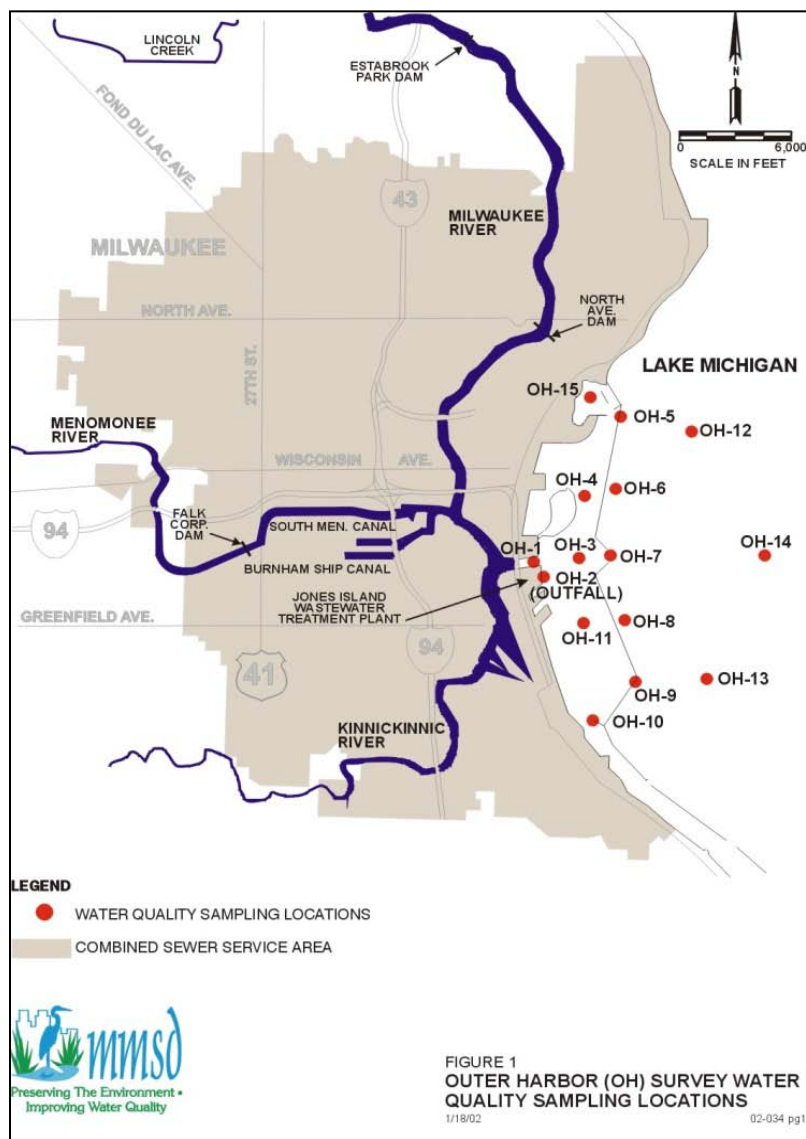 LINCOLN
CREEK
ESTABROOK
PARK DAM
N
0 6,000
SCALE IN FEET
FOND DU LAC AVE.
43
MILWAUKEE
RIVER
MILWAUKEE
NORTH AVE.
NORTH
AVE.
DAM
27TH ST.
LAKE MICHIGAN
OH-15
OH-5
OH-12
MENOMONEE
RIVER
WISCONSIN AVE.
OH-4
OH-6
94
FALK
CORP.
DAM
SOUTH MEN. CANAL
BURNHAM SHIP CANAL
OH-1
OH-3
OH-7
OH-14
OH-2
(OUTFALL)
JONES ISLAND
WASTEWATER
TREATMENT PLANT
GREENFIELD AVE.
OH-11
OH-8
94
41
OH-9
OH-13
OH-10
KINNICKINNIC
RIVER
LEGEND
WATER QUALITY SAMPLING LOCATIONS
COMBINED SEWER SERVICE AREA
mmsd
Preserving The Environment •
Improving Water Quality
FIGURE 1
OUTER HARBOR (OH) SURVEY WATER
QUALITY SAMPLING LOCATIONS
1/18/02 02-034 pg1